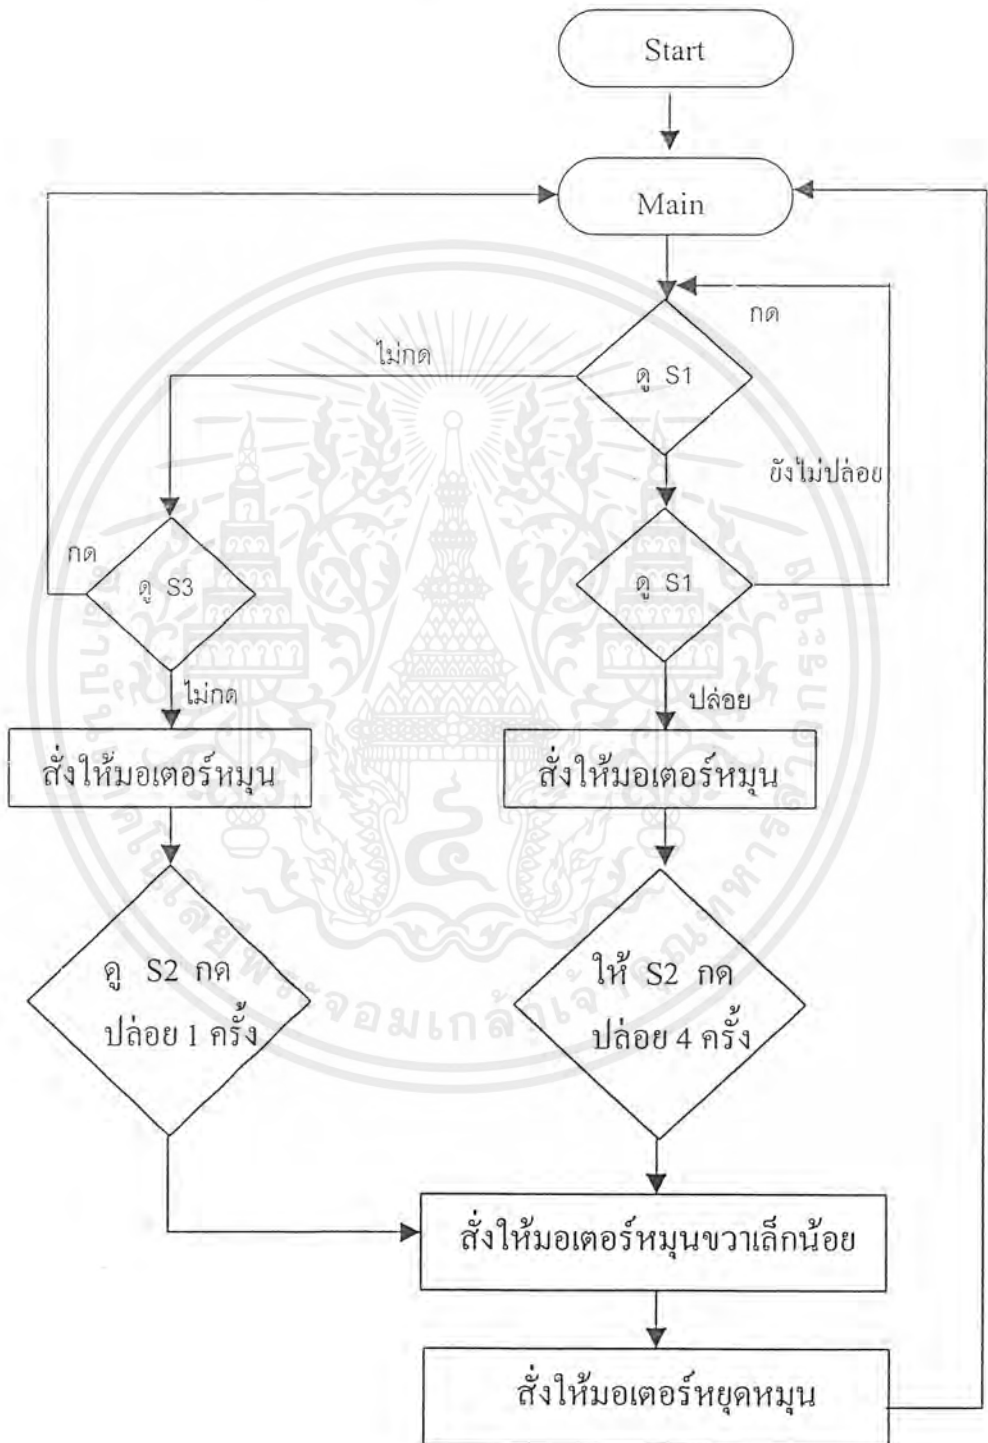 Start
Main
กด
ไม่กด
ดู S1
ยังไม่ปล่อย
กด
ดู S3
ดู S1
ไม่กด
ปล่อย
สั่งให้มอเตอร์หมุน
สั่งให้มอเตอร์หมุน
ดู S2 กด
ปล่อย 1 ครั้ง
ให้ S2 กด
ปล่อย 4 ครั้ง
สั่งให้มอเตอร์หมุนขวาเล็กน้อย
สั่งให้มอเตอร์หยุดหมุน